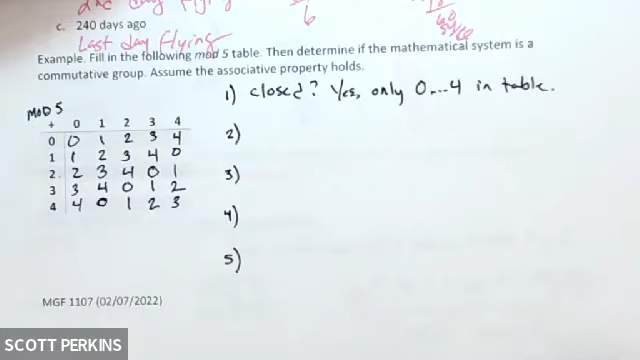 2nd day flying
6
c. 240 days ago
Last day Flying
Example. Fill in the following mod 5 table. Then determine if the mathematical system is a
commutative group. Assume the associative property holds.
1) closed? Yes, only 0...4 in table.
MOD 5
+ 0 1 2 3 4
0 0 1 2 3 4
1 1 2 3 4 0
2 2 3 4 0 1
3 3 4 0 1 2
4 4 0 1 2 3
2)
3)
4)
5)
MGF 1107 (02/07/2022)
SCOTT PERKINS